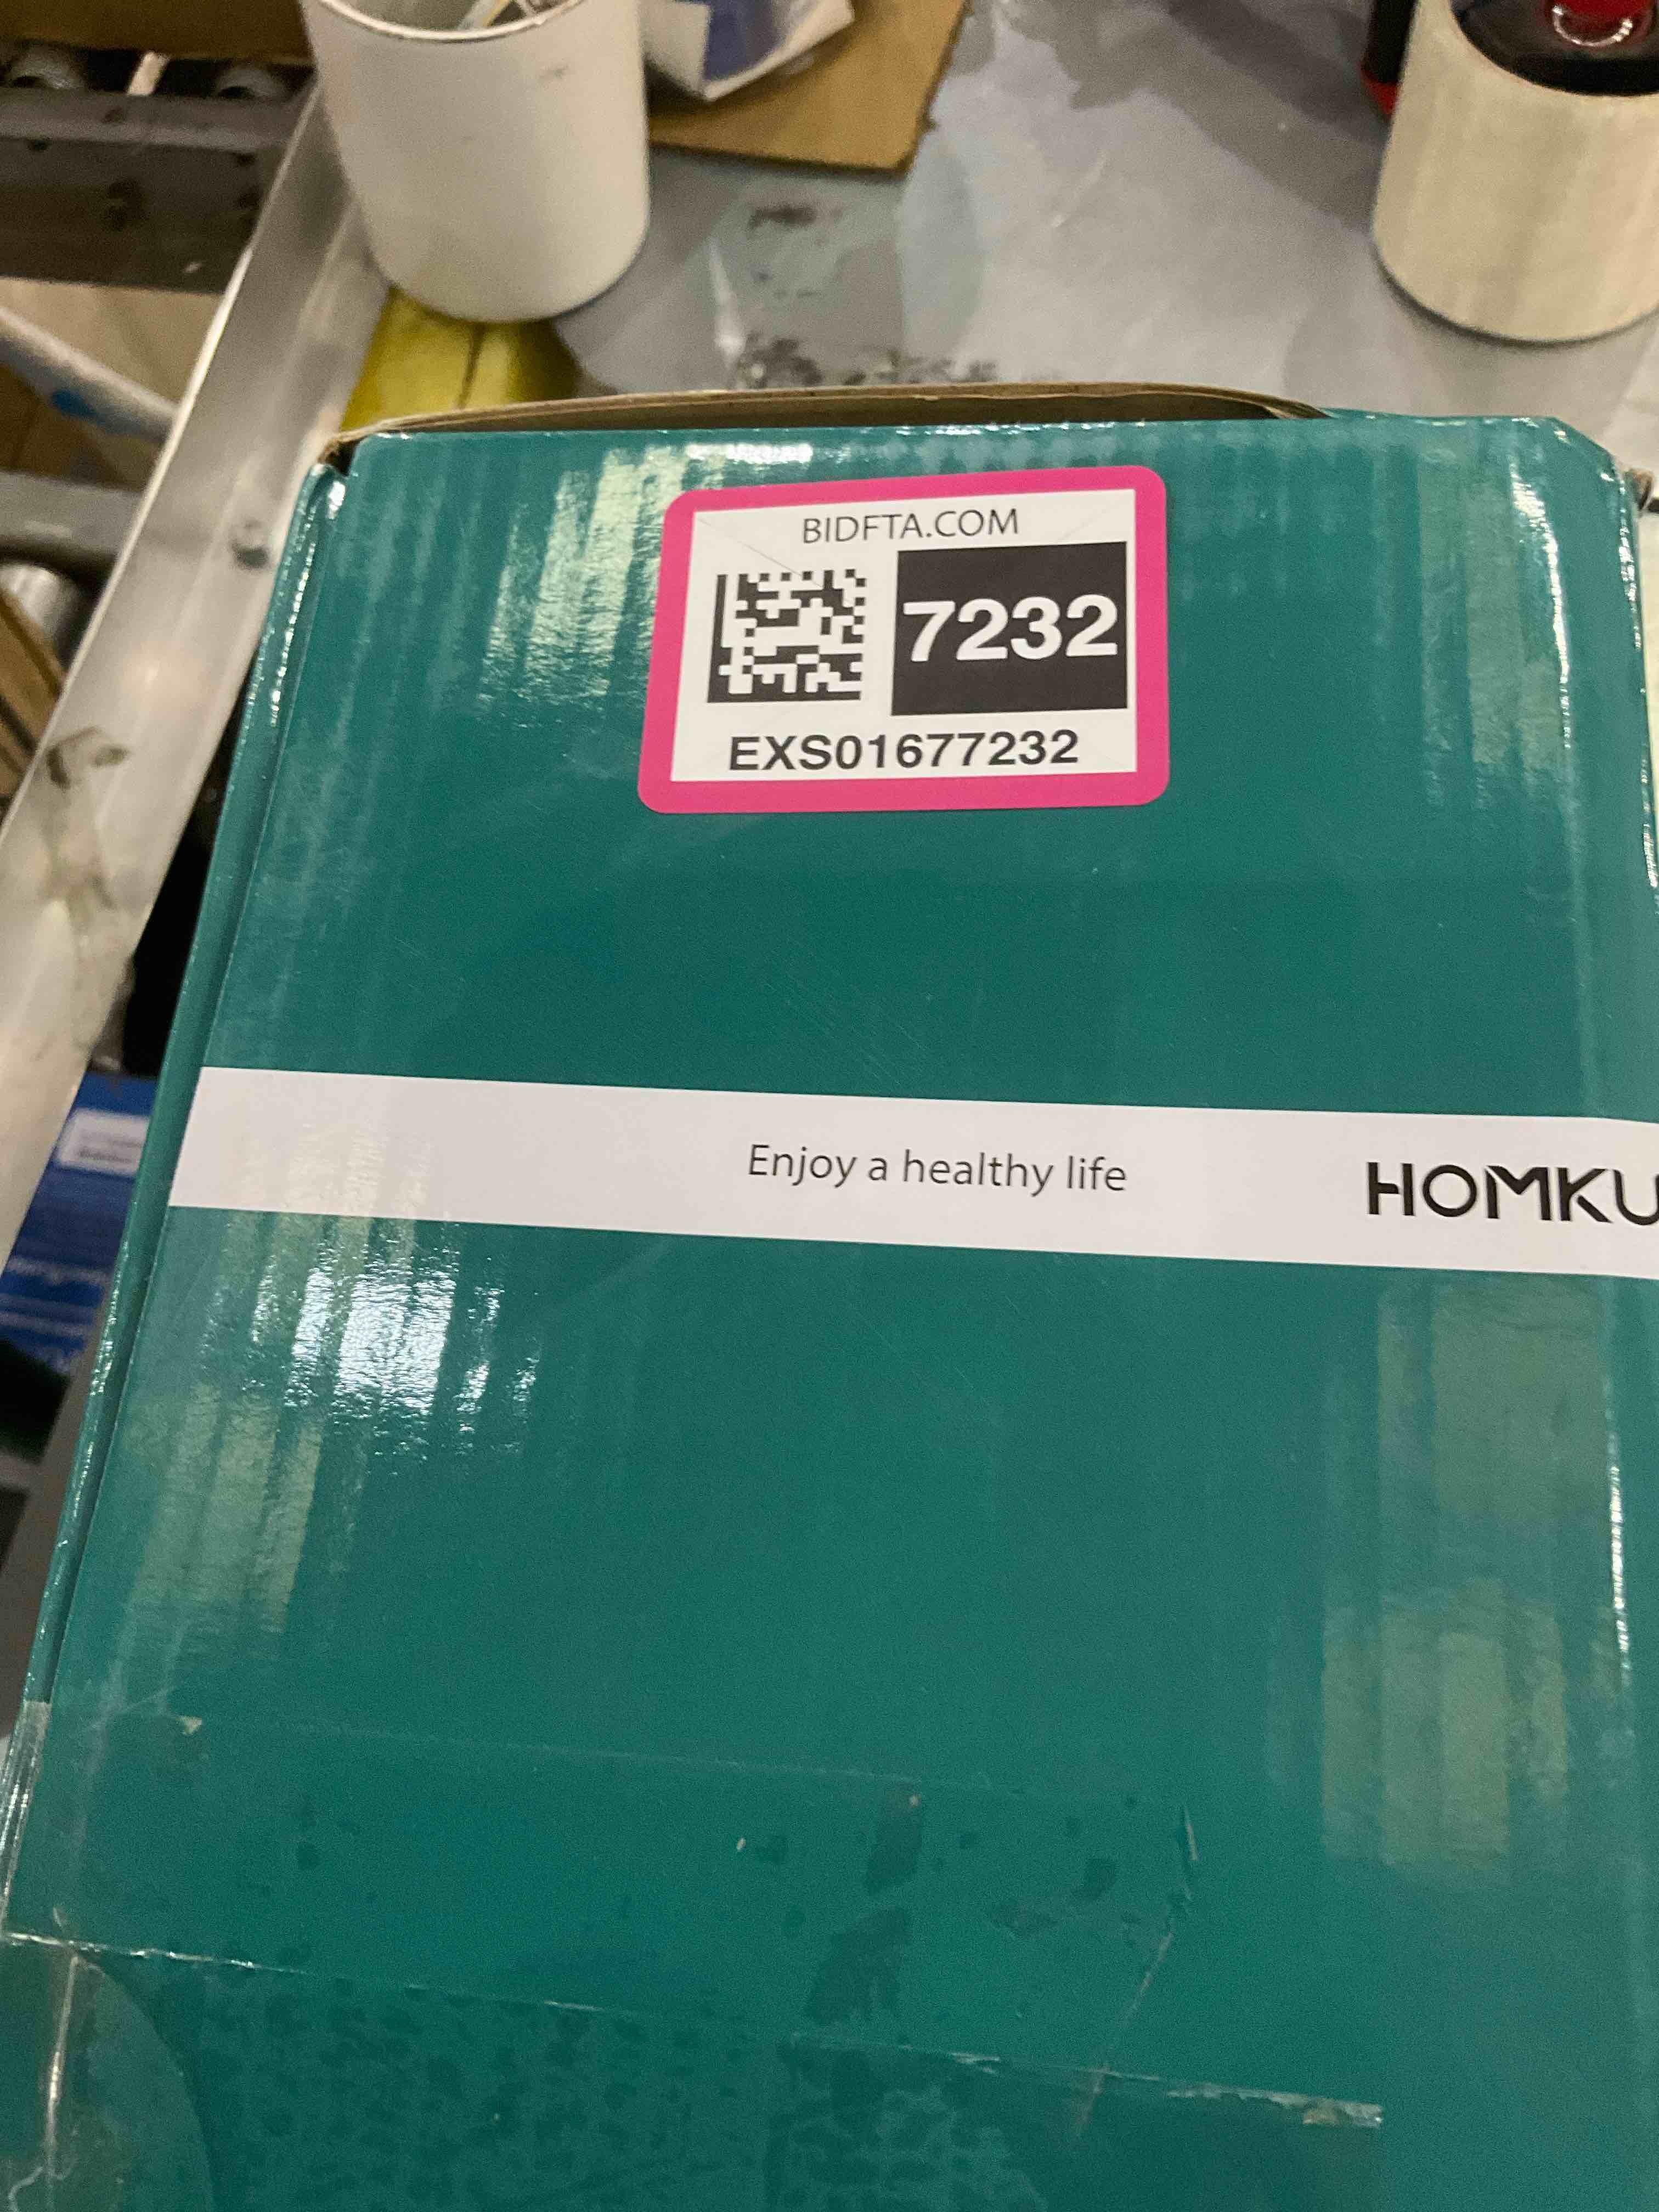 BIDFTA.COM
7232
EXS01677232
Enjoy a healthy life
HOMKU